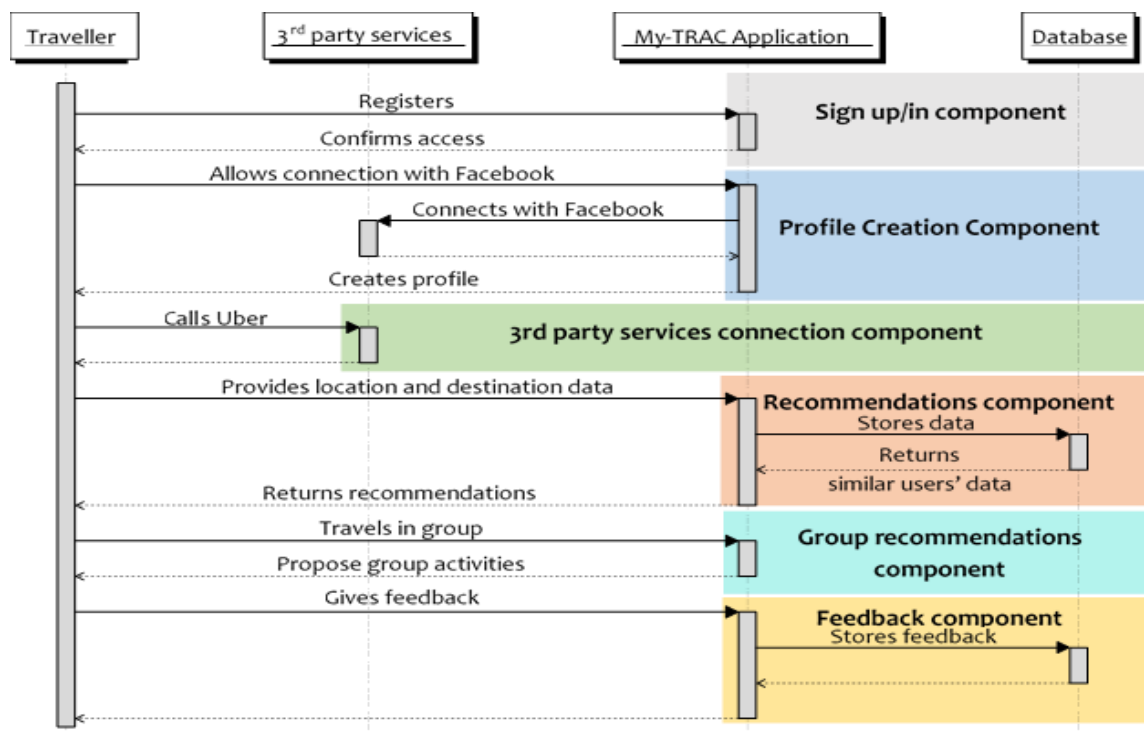 Traveller
3rd party services
My-TRAC Application
Database
Registers
Sign up/in component
Confirms access
Allows connection with Facebook
Connects with Facebook
Profile Creation Component
Creates profile
Calls Uber
3rd party services connection component
Provides location and destination data
Recommendations component
Stores data
Returns
similar users’ data
Returns recommendations
Travels in group
Group recommendations
component
Propose group activities
Gives feedback
Feedback component
Stores feedback